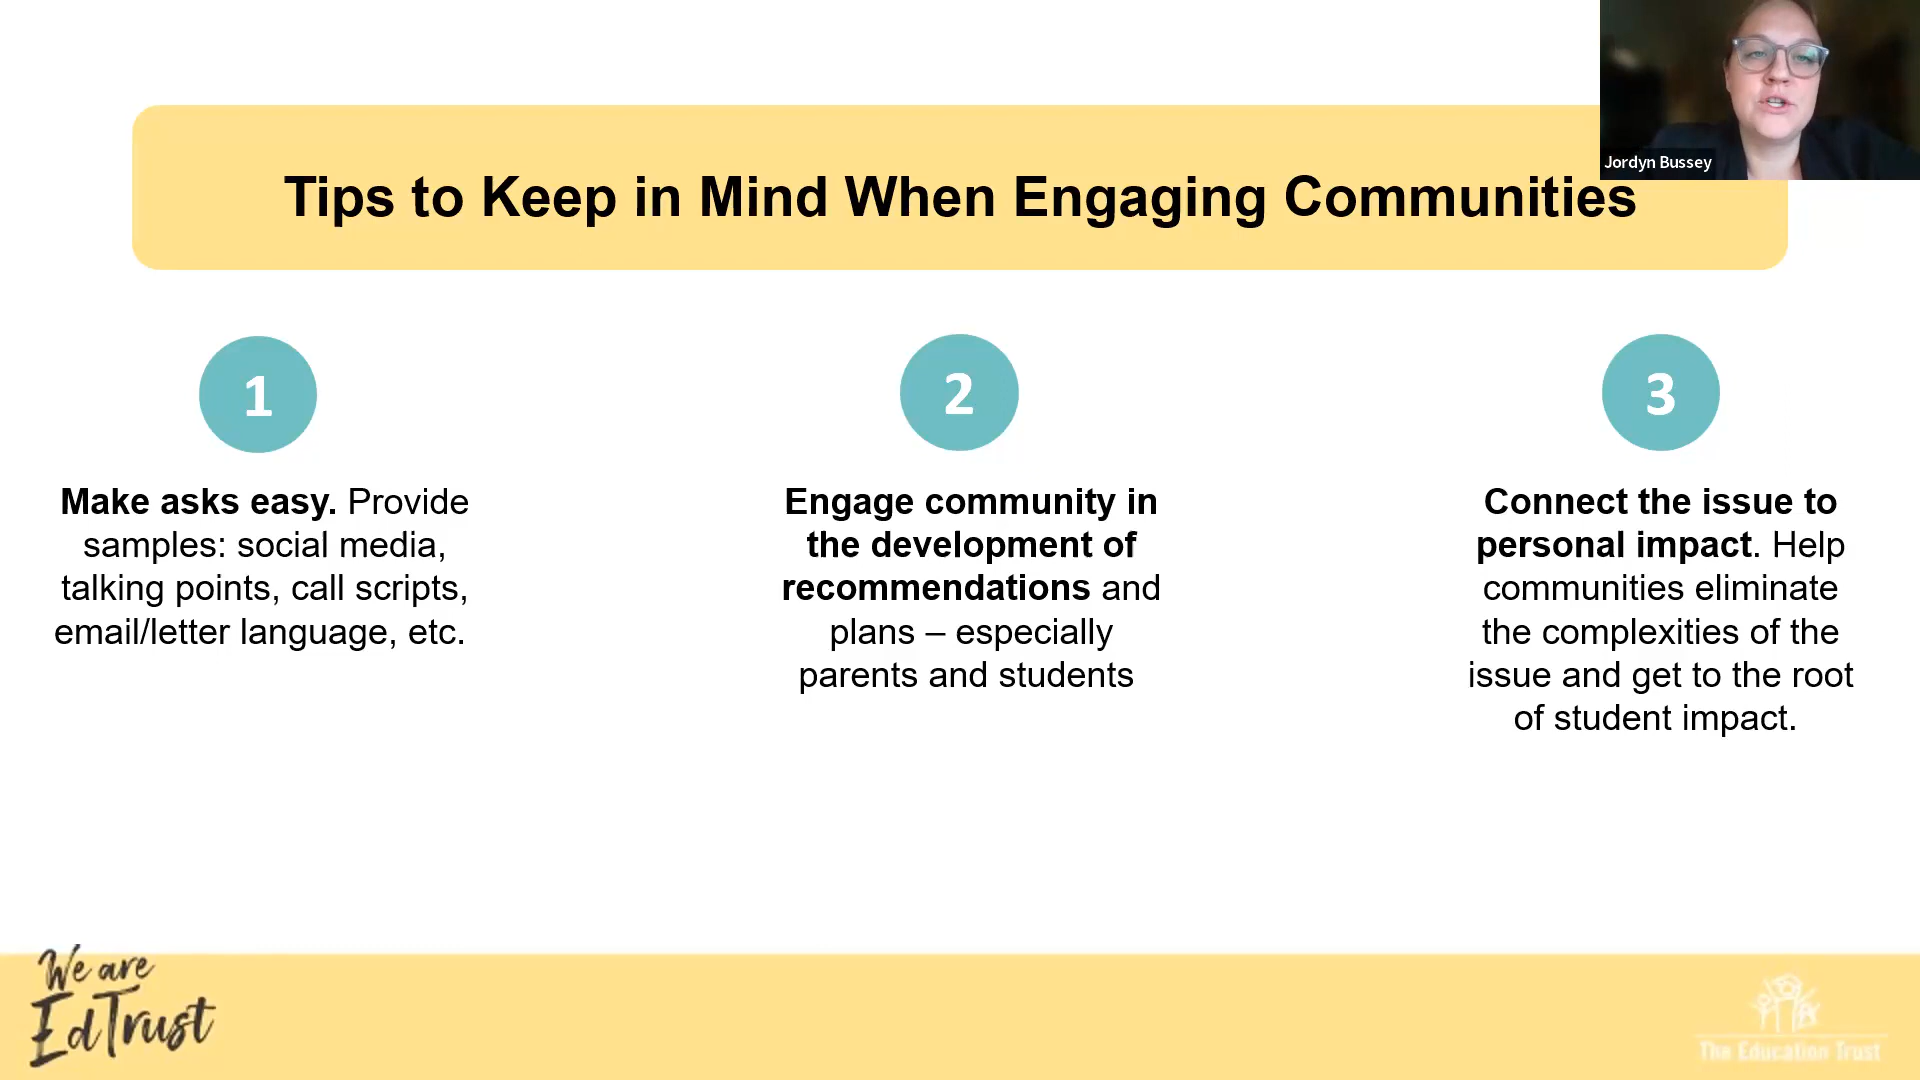 Jordyn Bussey
Tips to Keep in Mind When Engaging Communities
1
Make asks easy. Provide
samples: social media,
talking points, call scripts,
email/letter language, etc.
2
Engage community in
the development of
recommendations and
plans – especially
parents and students
3
Connect the issue to
personal impact. Help
communities eliminate
the complexities of the
issue and get to the root
of student impact.
We are
EdTrust
The Education Trust